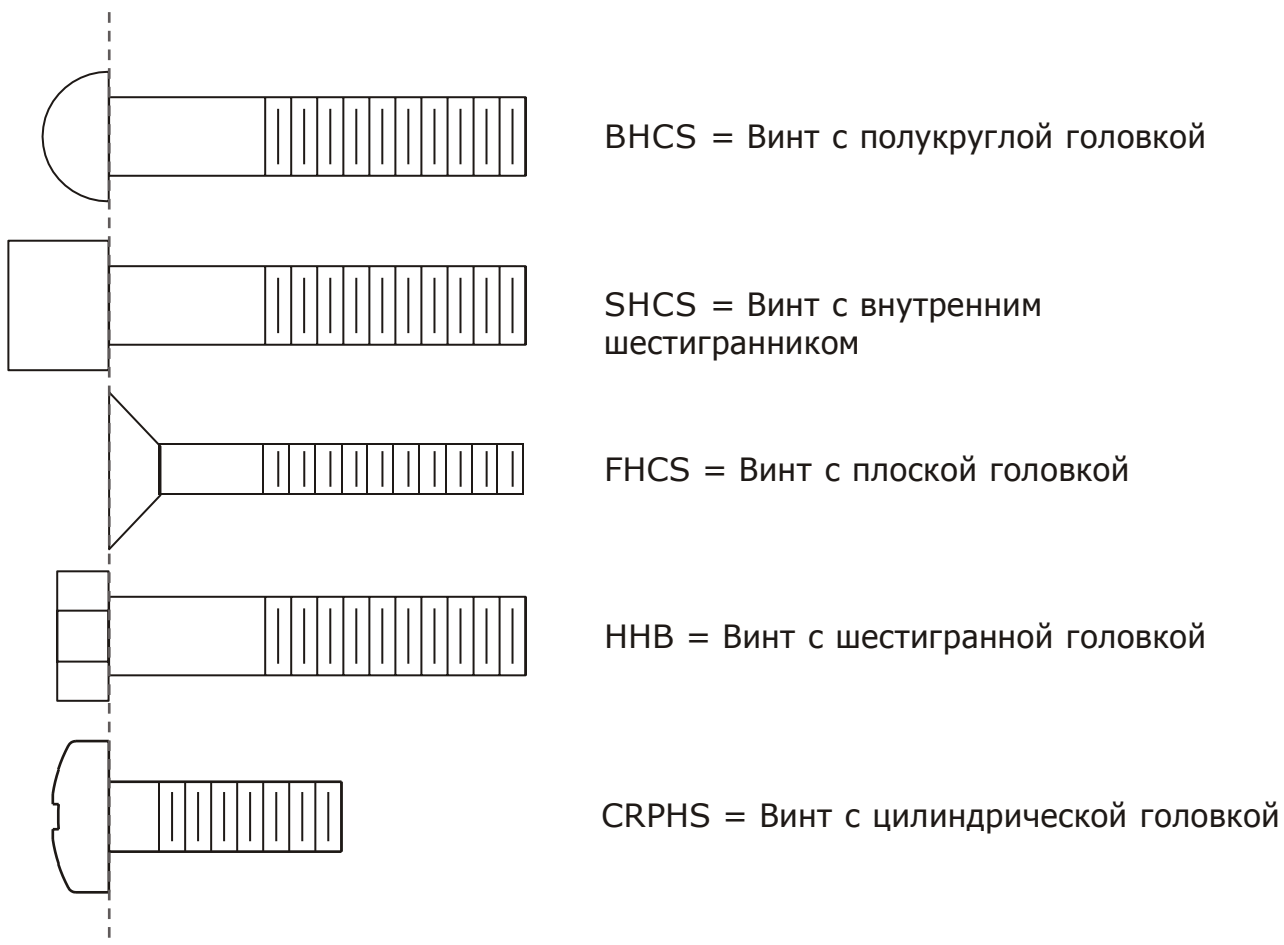 BHCS = Винт с полукруглой головкой
SHCS = Винт с внутренним
шестигранником
FHCS = Винт с плоской головкой
HHB = Винт с шестигранной головкой
CRPHS = Винт с цилиндрической головкой